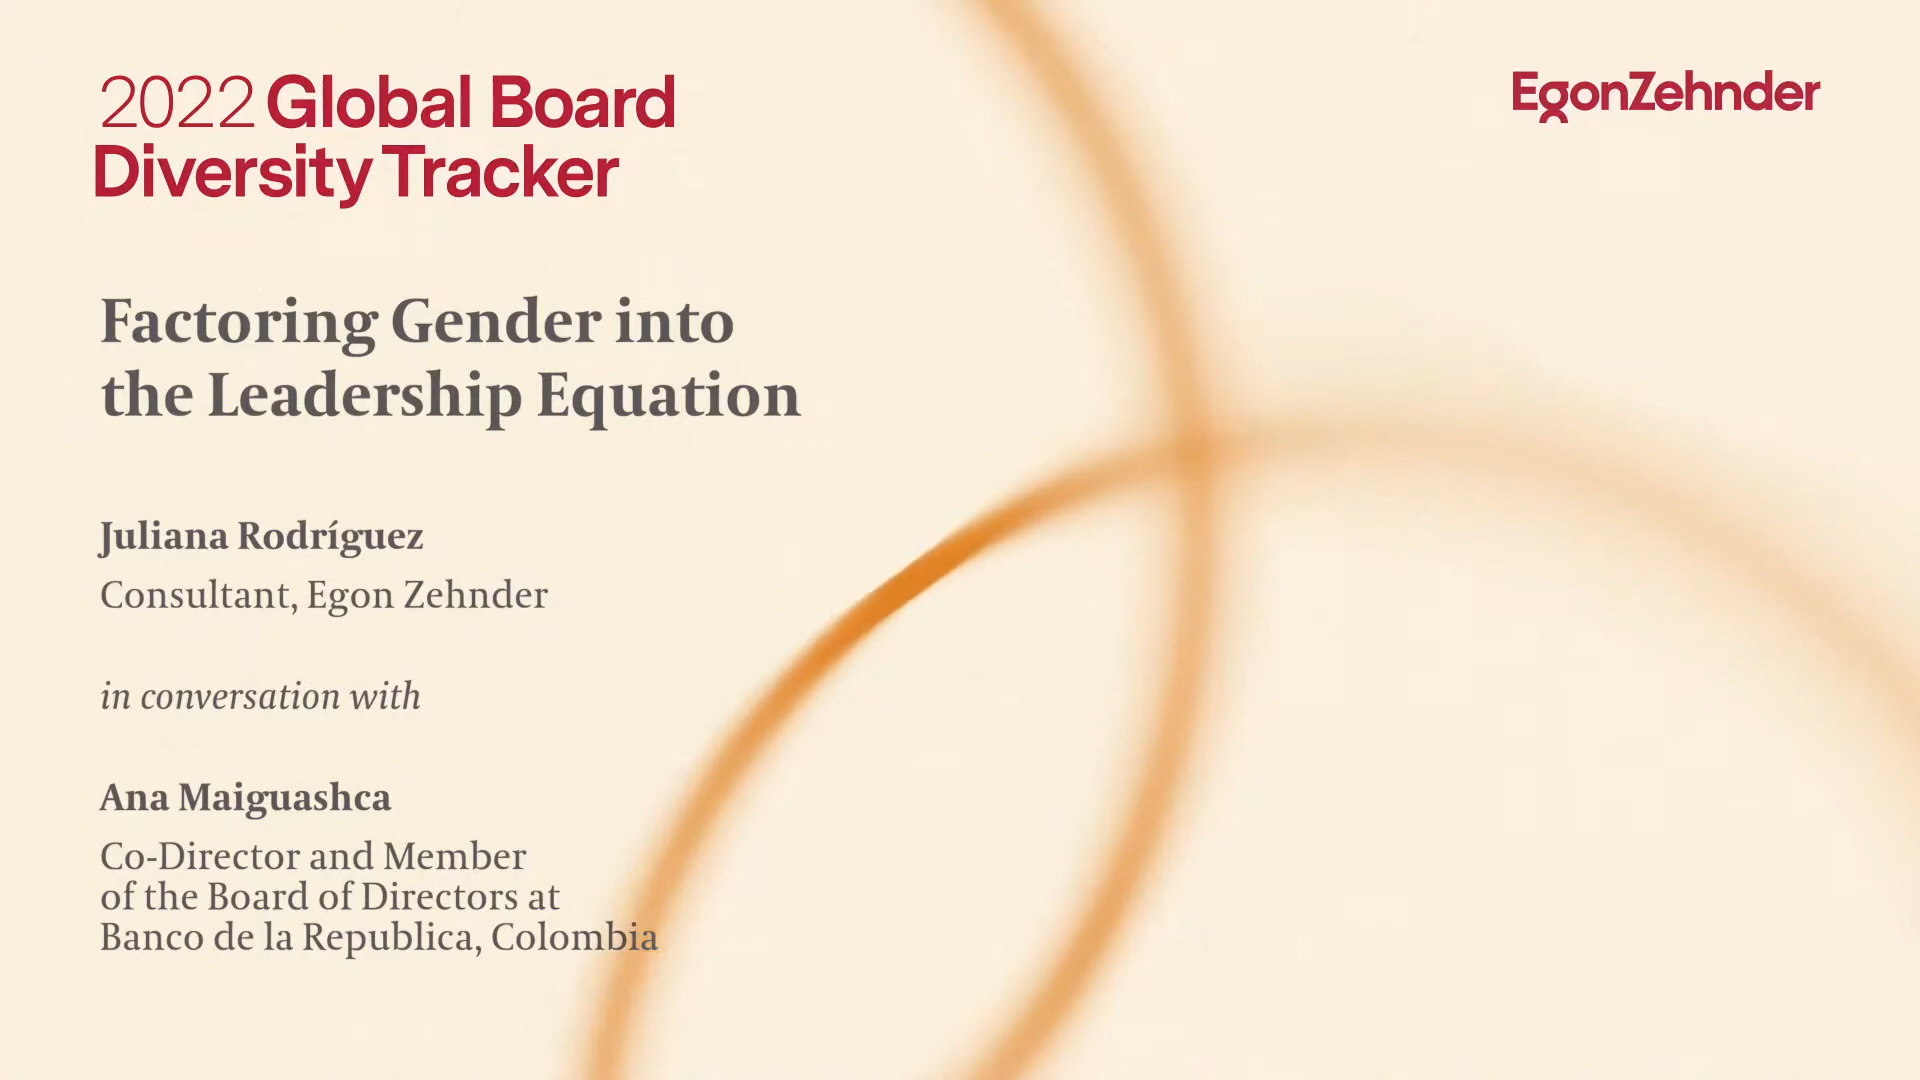 2022 Global Board
Diversity Tracker
EgonZehnder
Factoring Gender into
the Leadership Equation
Juliana Rodríguez
Consultant, Egon Zehnder
in conversation with
Ana Maiguashca
Co-Director and Member
of the Board of Directors at
Banco de la Republica, Colombia